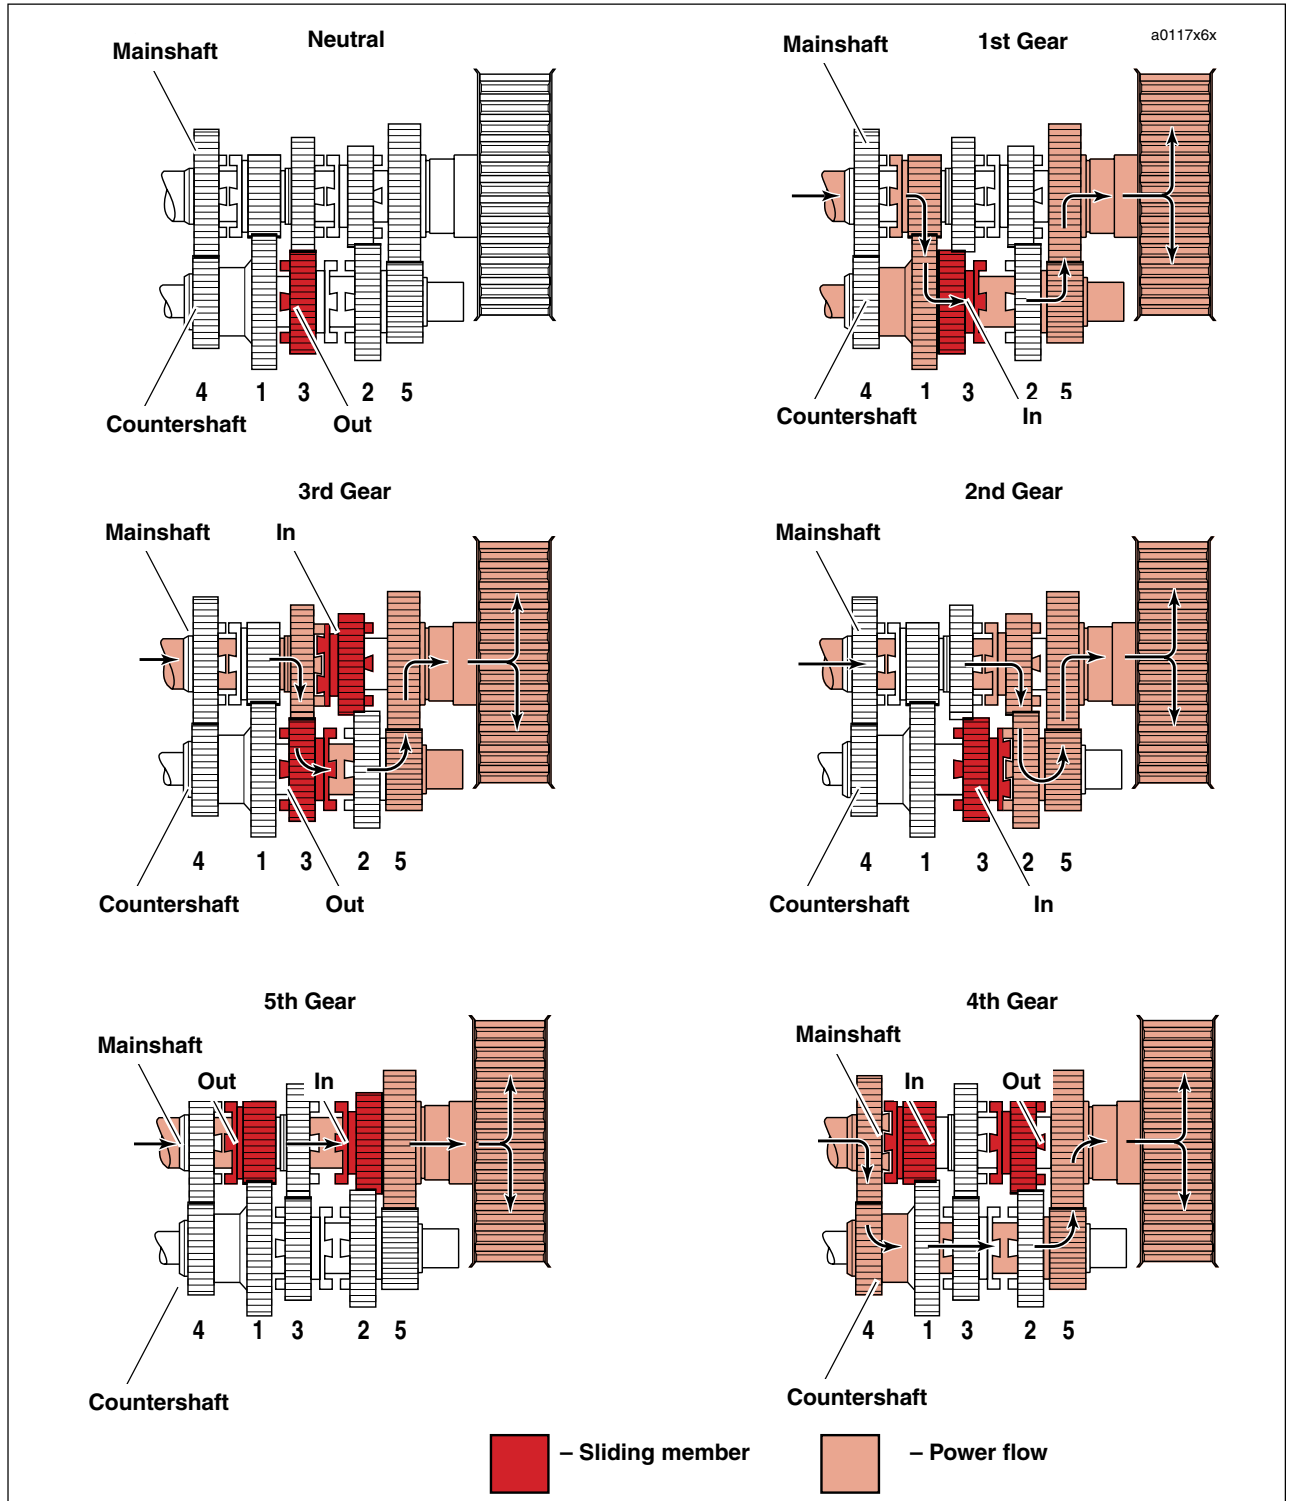 Neutral
Mainshaft
4 1 3 2 5
Countershaft Out
1st Gear
a0117x6x
Mainshaft
4 1 3 2 5
Countershaft In
3rd Gear
Mainshaft In
4 1 3 2 5
Countershaft Out
2nd Gear
Mainshaft
4 1 3 2 5
Countershaft In
5th Gear
Mainshaft
Out In
4 1 3 2 5
Countershaft
4th Gear
Mainshaft
In Out
4 1 3 2 5
Countershaft
– Sliding member
– Power flow